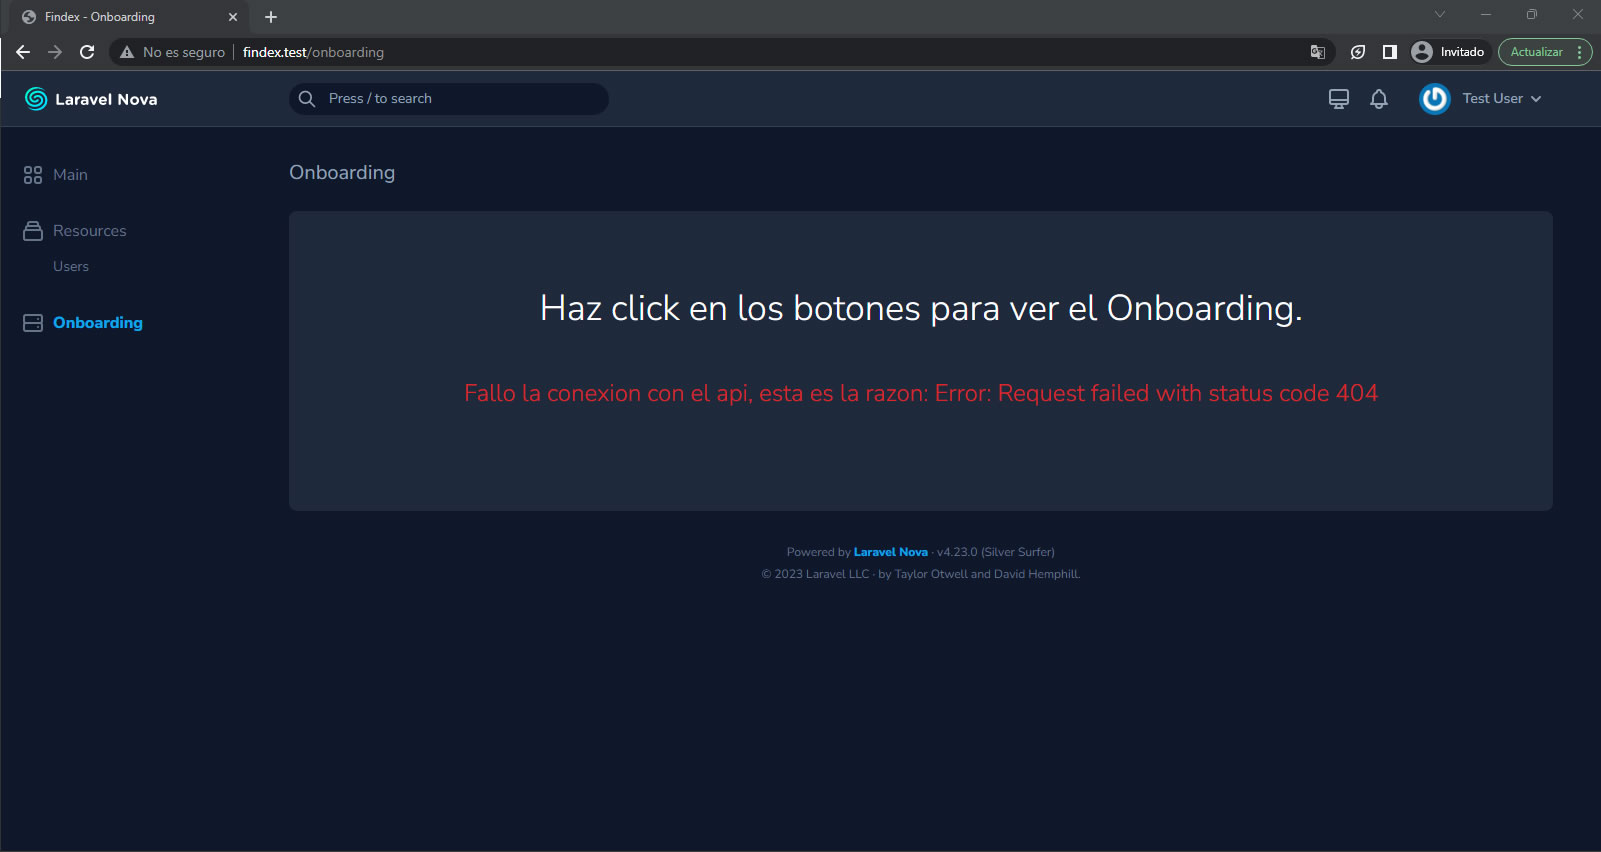 Findex - Onboarding
No es seguro
findex.test/onboarding
Invitado
Actualizar
Laravel Nova
Press / to search
Test User
Main
Onboarding
Resources
Users
Onboarding
Haz click en los botones para ver el Onboarding.
Fallo la conexion con el api, esta es la razon: Error: Request failed with status code 404
Powered by Laravel Nova · v4.23.0 (Silver Surfer)
© 2023 Laravel LLC · by Taylor Otwell and David Hemphill.